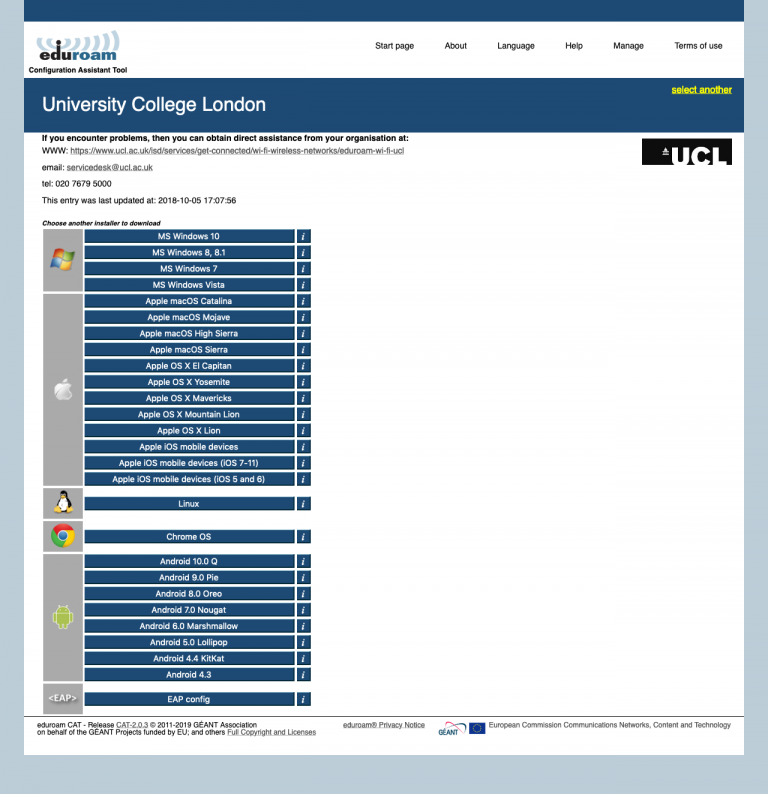 eduroam
Configuration Assistant Tool
Start page About Language Help Manage Terms of use
select another
University College London
If you encounter problems, then you can obtain direct assistance from your organisation at:
WWW: https://www.ucl.ac.uk/isd/services/get-connected/wi-fi-wireless-networks/eduroam-wi-fi-ucl
UCL
email: servicedesk@ucl.ac.uk
tel: 020 7679 5000
This entry was last updated at: 2018-10-05 17:07:56
Choose another installer to download
MS Windows 10 i
MS Windows 8, 8.1 i
MS Windows 7 i
MS Windows Vista i
Apple macOS Catalina i
Apple macOS Mojave i
Apple macOS High Sierra i
Apple macOS Sierra i
Apple OS X El Capitan i
Apple OS X Yosemite i
Apple OS X Mavericks i
Apple OS X Mountain Lion i
Apple OS X Lion i
Apple iOS mobile devices i
Apple iOS mobile devices (iOS 7-11) i
Apple iOS mobile devices (iOS 5 and 6) i
Linux i
Chrome OS i
Android 10.0 Q i
Android 9.0 Pie i
Android 8.0 Oreo i
Android 7.0 Nougat i
Android 6.0 Marshmallow i
Android 5.0 Lollipop i
Android 4.4 KitKat i
Android 4.3 i
<EAP> EAP config i
eduroam CAT - Release CAT-2.0.3 © 2011-2019 GÉANT Association
on behalf of the GÉANT Projects funded by EU; and others Full Copyright and Licenses
eduroam® Privacy Notice
GÉANT
European Commission Communications Networks, Content and Technology